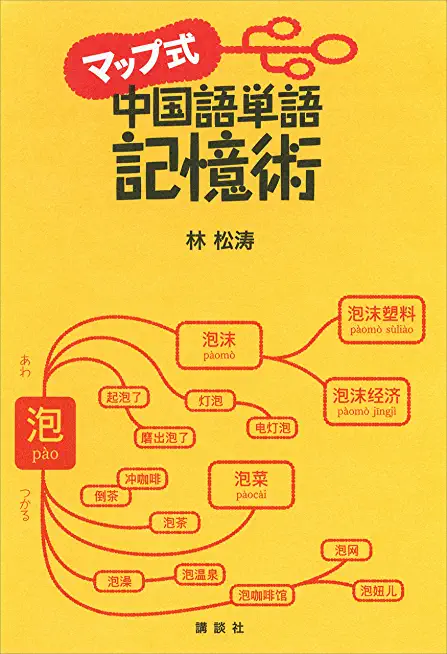 マップ式
中国語単語
記憶術
林 松涛
泡沫
pàomò
泡沫塑料
pàomò sùliào
泡沫经济
pàomò jīngjì
あわ
起泡了
磨出泡了
灯泡
电灯泡
泡
pào
つかる
冲咖啡
倒茶
泡茶
泡菜
pàocài
泡澡
泡温泉
泡咖啡馆
泡网
泡妞儿
講談社